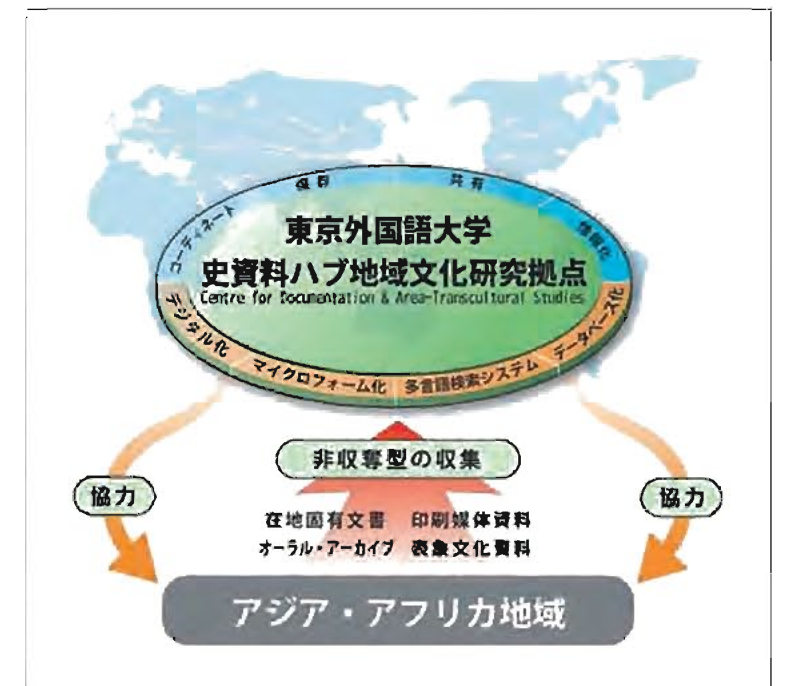 コーディネート
共有
情報化
東京外国語大学
史資料ハブ地域文化研究拠点
Centre for Documentation & Area-Transcultural Studies
デジタル化
マイクロフォーム化
多言語検索システム
データベース化
非収奪型の収集
協力
協力
在地固有文書 印刷媒体資料
オーラル・アーカイブ 表象文化資料
アジア・アフリカ地域